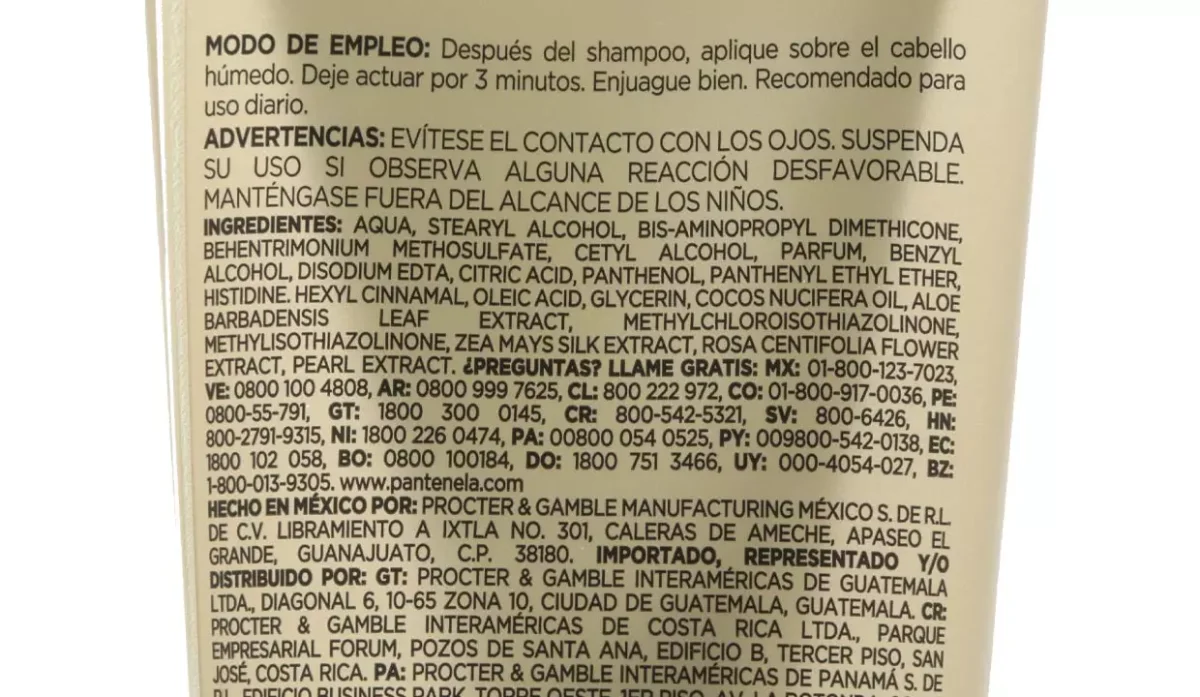 MODO DE EMPLEO: Después del shampoo, aplique sobre el cabello
húmedo. Deje actuar por 3 minutos. Enjuague bien. Recomendado para
uso diario.
ADVERTENCIAS: EVÍTESE EL CONTACTO CON LOS OJOS. SUSPENDA
SU USO SI OBSERVA ALGUNA REACCIÓN DESFAVORABLE.
MANTÉNGASE FUERA DEL ALCANCE DE LOS NIÑOS.
INGREDIENTES: AQUA, STEARYL ALCOHOL, BIS-AMINOPROPYL DIMETHICONE,
BEHENTRIMONIUM METHOSULFATE, CETYL ALCOHOL, PARFUM, BENZYL
ALCOHOL, DISODIUM EDTA, CITRIC ACID, PANTHENOL, PANTHENYL ETHYL ETHER,
HISTIDINE. HEXYL CINNAMAL, OLEIC ACID, GLYCERIN, COCOS NUCIFERA OIL, ALOE
BARBADENSIS LEAF EXTRACT, METHYLCHLOROISOTHIAZOLINONE,
METHYLISOTHIAZOLINONE, ZEA MAYS SILK EXTRACT, ROSA CENTIFOLIA FLOWER
EXTRACT, PEARL EXTRACT. ¿PREGUNTAS? LLAME GRATIS: MX: 01-800-123-7023,
VE: 0800 100 4808, AR: 0800 999 7625, CL: 800 222 972, CO: 01-800-917-0036, PE:
0800-55-791, GT: 1800 300 0145, CR: 800-542-5321, SV: 800-6426, HN:
800-2791-9315, NI: 1800 226 0474, PA: 00800 054 0525, PY: 009800-542-0138, EC:
1800 102 058, BO: 0800 100184, DO: 1800 751 3466, UY: 000-4054-027, BZ:
1-800-013-9305. www.pantenela.com
HECHO EN MÉXICO POR: PROCTER & GAMBLE MANUFACTURING MÉXICO S. DE R.L
DE C.V. LIBRAMIENTO A IXTLA NO. 301, CALERAS DE AMECHE, APASEO EL
GRANDE, GUANAJUATO, C.P. 38180. IMPORTADO, REPRESENTADO Y/O
DISTRIBUIDO POR: GT: PROCTER & GAMBLE INTERAMÉRICAS DE GUATEMALA
LTDA., DIAGONAL 6, 10-65 ZONA 10, CIUDAD DE GUATEMALA, GUATEMALA. CR:
PROCTER & GAMBLE INTERAMÉRICAS DE COSTA RICA LTDA., PARQUE
EMPRESARIAL FORUM, POZOS DE SANTA ANA, EDIFICIO B, TERCER PISO, SAN
JOSÉ, COSTA RICA. PA: PROCTER & GAMBLE INTERAMÉRICAS DE PANAMÁ S. DE
R.L. EDIFICIO BUSINESS PARK, TORRE OESTE, 1ER PISO, AV. LA ROTONDA,